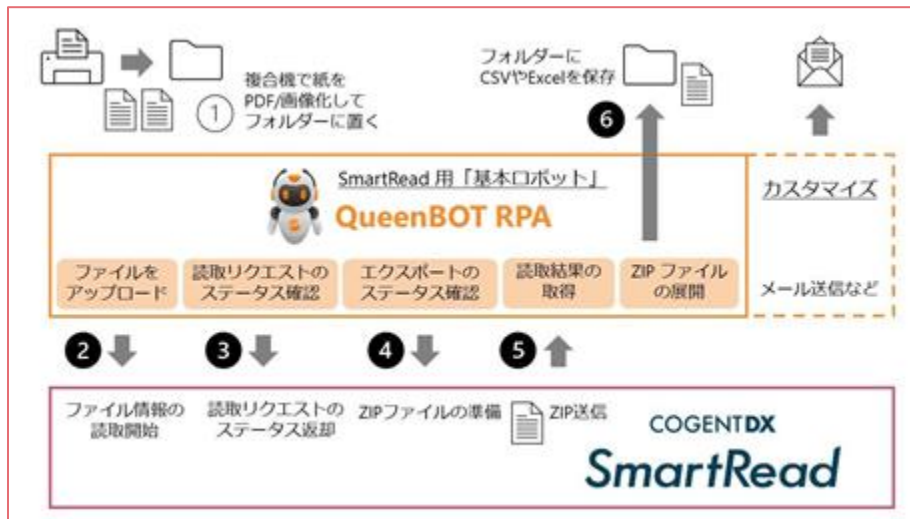 複合機で紙を
PDF/画像化して
① フォルダーに置く
フォルダーに
CSVやExcelを保存
6
SmartRead 用「基本ロボット」
QueenBOT RPA
カスタマイズ
メール送信など
ファイルを
アップロード
読取リクエストの
ステータス確認
エクスポートの
ステータス確認
読取結果の
取得
ZIP ファイル
の展開
2
3
4
5
ファイル情報の
読取開始
読取リクエストの
ステータス返却
ZIPファイルの準備
ZIP送信
COGENTDX
SmartRead